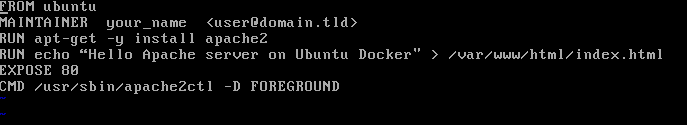 FROM ubuntu
MAINTAINER  your_name  <user@domain.tld>
RUN apt-get -y install apache2
RUN echo “Hello Apache server on Ubuntu Docker" > /var/www/html/index.html
EXPOSE 80
CMD /usr/sbin/apache2ctl -D FOREGROUND
~
~